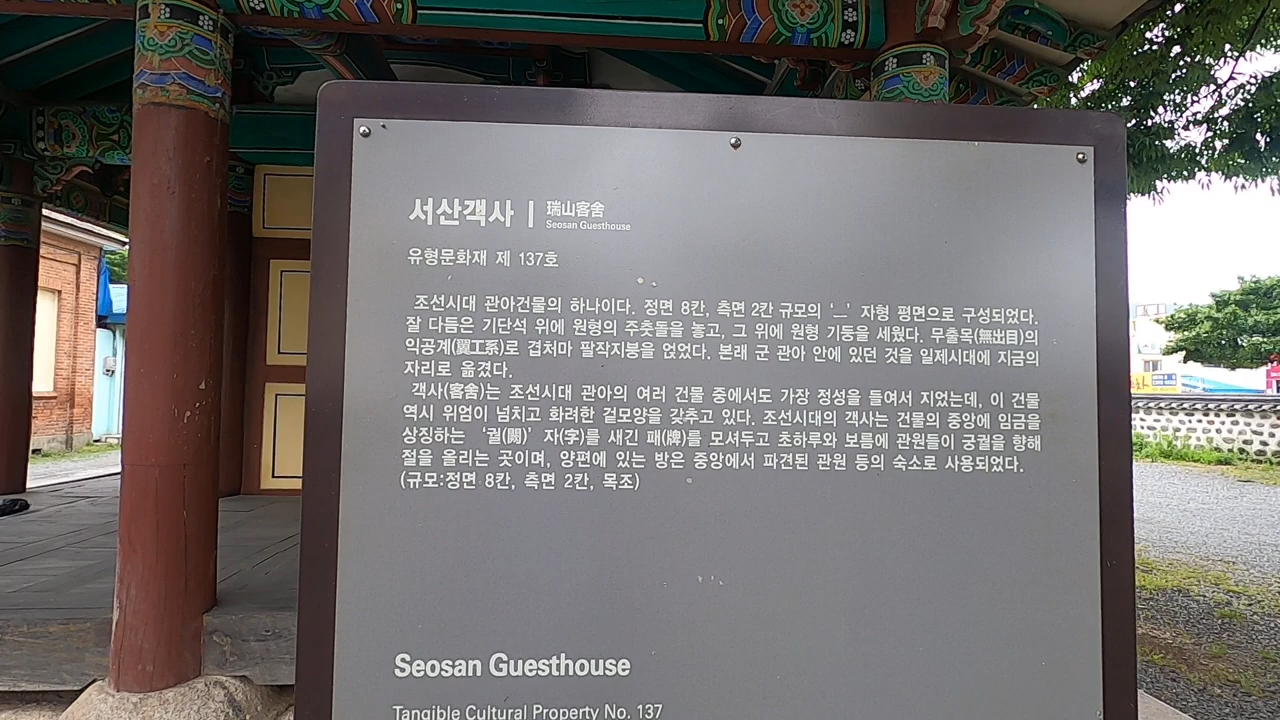 서산객사 | 瑞山客舍
Seosan Guesthouse
유형문화재 제 137호
조선시대 관아건물의 하나이다. 정면 8칸, 측면 2칸 규모의 ‘一’ 자형 평면으로 구성되었다.
잘 다듬은 기단석 위에 원형의 주춧돌을 놓고, 그 위에 원형 기둥을 세웠다. 무출목(無出目)의
익공계(翼工系)로 겹처마 팔작지붕을 얹었다. 본래 군 관아 안에 있던 것을 일제시대에 지금의
자리로 옮겼다.
객사(客舍)는 조선시대 관아의 여러 건물 중에서도 가장 정성을 들여서 지었는데, 이 건물
역시 위엄이 넘치고 화려한 겉모양을 갖추고 있다. 조선시대의 객사는 건물의 중앙에 임금을
상징하는 ‘궐(闕)’ 자(字)를 새긴 패(牌)를 모셔두고 초하루와 보름에 관원들이 궁궐을 향해
절을 올리는 곳이며, 양편에 있는 방은 중앙에서 파견된 관원 등의 숙소로 사용되었다.
(규모:정면 8칸, 측면 2칸, 목조)
Seosan Guesthouse
Tangible Cultural Property No. 137